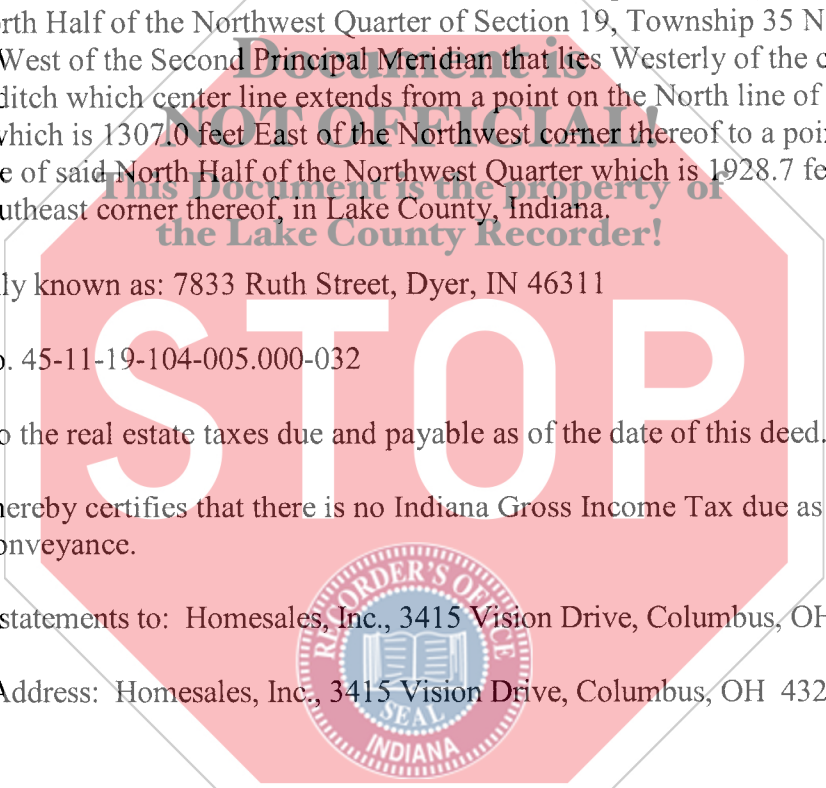 orth Half of the Northwest Quarter of Section 19, Township 35 N
West of the Second Principal Meridian that lies Westerly of the c
ditch which center line extends from a point on the North line of
which is 1307.0 feet East of the Northwest corner thereof to a poi
e of said North Half of the Northwest Quarter which is 1928.7 fe
utheast corner thereof, in Lake County, Indiana.
Document is
NOT OFFICIAL!
This Document is the property of
the Lake County Recorder!
ly known as: 7833 Ruth Street, Dyer, IN 46311
o. 45-11-19-104-005.000-032
STOP
o the real estate taxes due and payable as of the date of this deed.
hereby certifies that there is no Indiana Gross Income Tax due as
onveyance.
statements to: Homesales, Inc., 3415 Vision Drive, Columbus, OH
Address: Homesales, Inc., 3415 Vision Drive, Columbus, OH 432
RECORDER'S OFFICE
SEAL
INDIANA